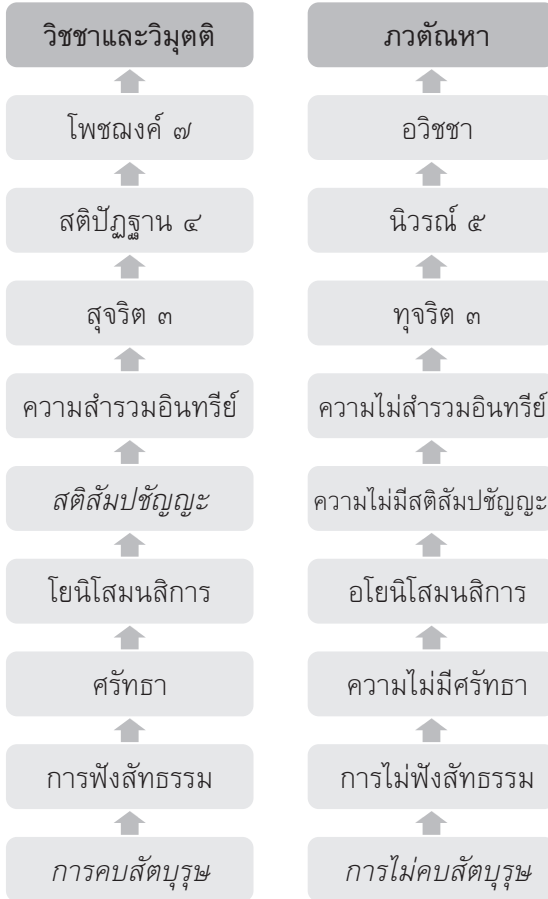 วิชชาและวิมุตติ
โพชฌงค์ ๗
สติปัฏฐาน ๔
สุจริต ๓
ความสำรวมอินทรีย์
สติสัมปชัญญะ
โยนิโสมนสิการ
ศรัทธา
การฟังสัทธรรม
การคบสัตบุรุษ
ภวตัณหา
อวิชชา
นิวรณ์ ๕
ทุจริต ๓
ความไม่สำรวมอินทรีย์
ความไม่มีสติสัมปชัญญะ
อโยนิโสมนสิการ
ความไม่มีศรัทธา
การไม่ฟังสัทธรรม
การไม่คบสัตบุรุษ